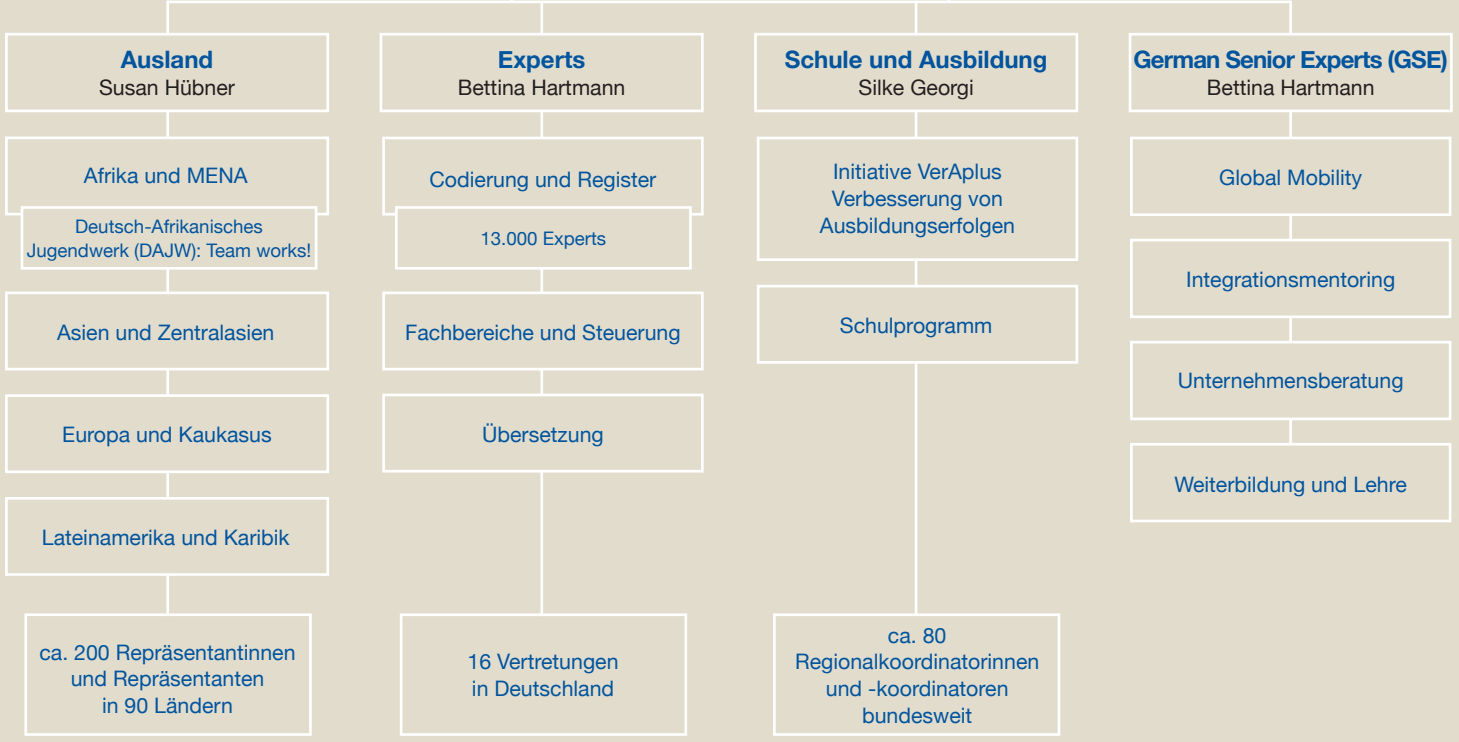 Ausland
Susan Hübner
Afrika und MENA
Deutsch-Afrikanisches
Jugendwerk (DAJW): Team works!
Asien und Zentralasien
Europa und Kaukasus
Lateinamerika und Karibik
ca. 200 Repräsentantinnen
und Repräsentanten
in 90 Ländern
Experts
Bettina Hartmann
Codierung und Register
13.000 Experts
Fachbereiche und Steuerung
Übersetzung
16 Vertretungen
in Deutschland
Schule und Ausbildung
Silke Georgi
Initiative VerAplus
Verbesserung von
Ausbildungserfolgen
Schulprogramm
ca. 80
Regionalkoordinatorinnen
und -koordinatoren
bundesweit
German Senior Experts (GSE)
Bettina Hartmann
Global Mobility
Integrationsmentoring
Unternehmensberatung
Weiterbildung und Lehre